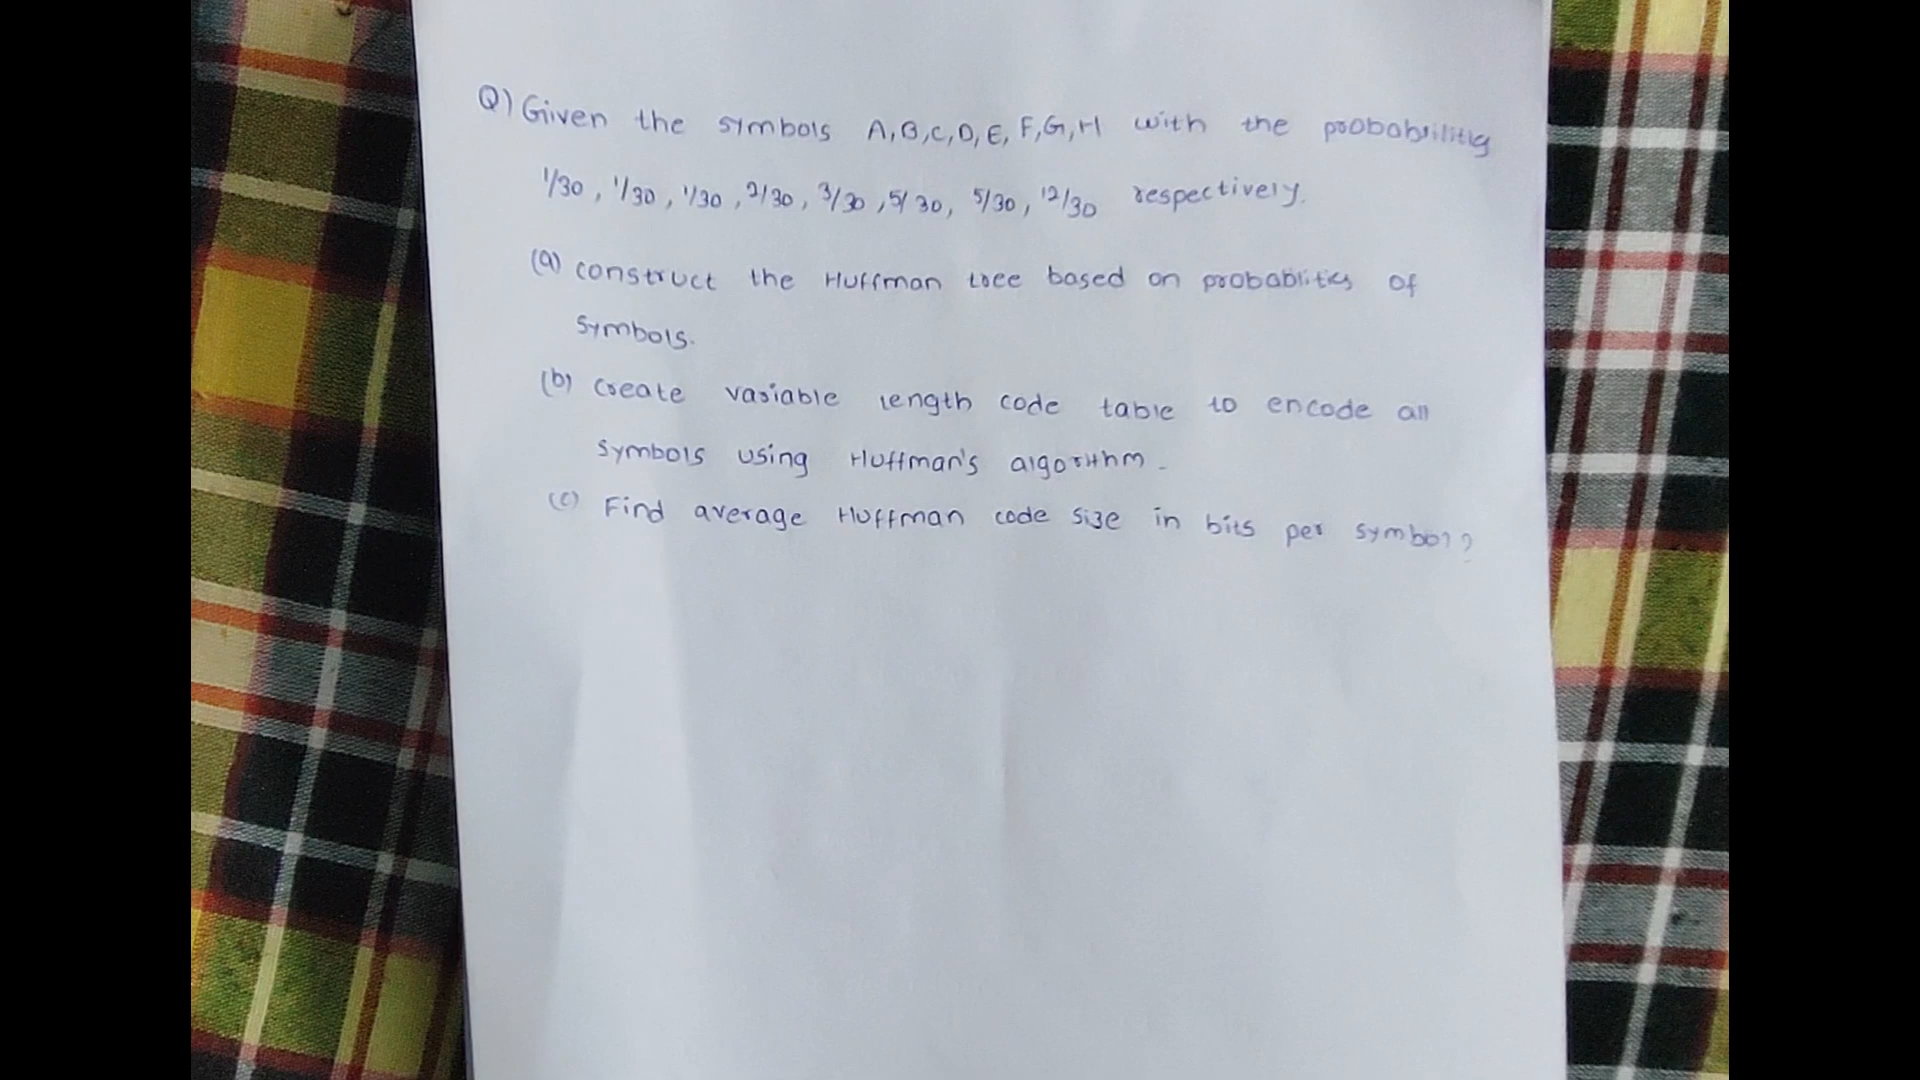 Q) Given the symbols A,B,C,D,E, F,G,H with the probabilities
1/30, 1/30, 1/30, 2/30, 3/30, 5/30, 5/30, 12/30 respectively.
(a) construct the Huffman tree based on probablities of
symbols.
(b) Create variable length code table to encode all
symbols using Huffman's algorithm.
(c) Find average Huffman code size in bits per symbol?